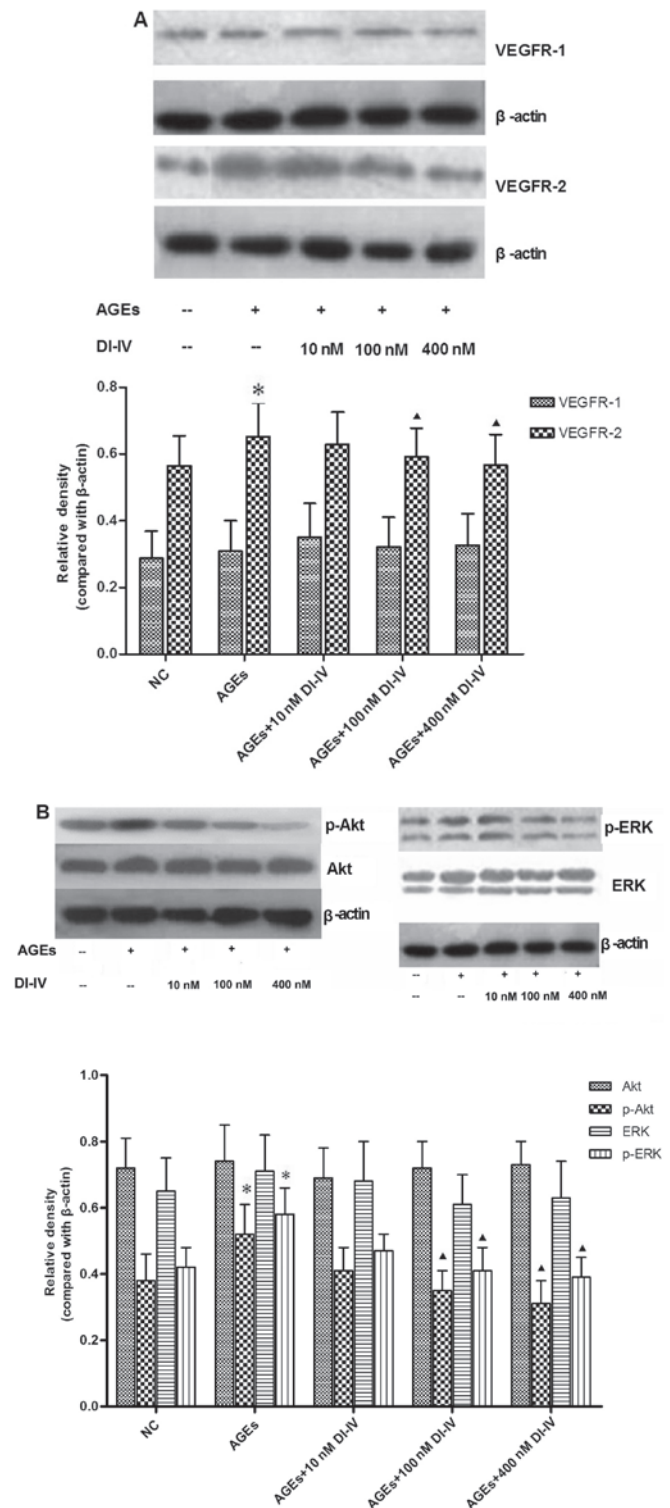 A
VEGFR-1
β -actin
VEGFR-2
β -actin
AGEs -- + + + +
DI-IV -- -- 10 nM 100 nM 400 nM
0.8
0.6
0.4
0.2
0.0
Relative density
(compared with β-actin)
*
▲
▲
VEGFR-1
VEGFR-2
NC
AGEs
AGEs+10 nM DI-IV
AGEs+100 nM DI-IV
AGEs+400 nM DI-IV
B
p-Akt
Akt
β-actin
AGEs -- + + + +
DI-IV -- -- 10 nM 100 nM 400 nM
p-ERK
ERK
β-actin
-- + + + +
-- -- 10 nM 100 nM 400 nM
1.0
0.8
0.6
0.4
0.2
0.0
Relative density
(compared with β-actin)
* *
▲ ▲
▲ ▲
Akt
p-Akt
ERK
p-ERK
NC
AGEs
AGEs+10 nM DI-IV
AGEs+100 nM DI-IV
AGEs+400 nM DI-IV